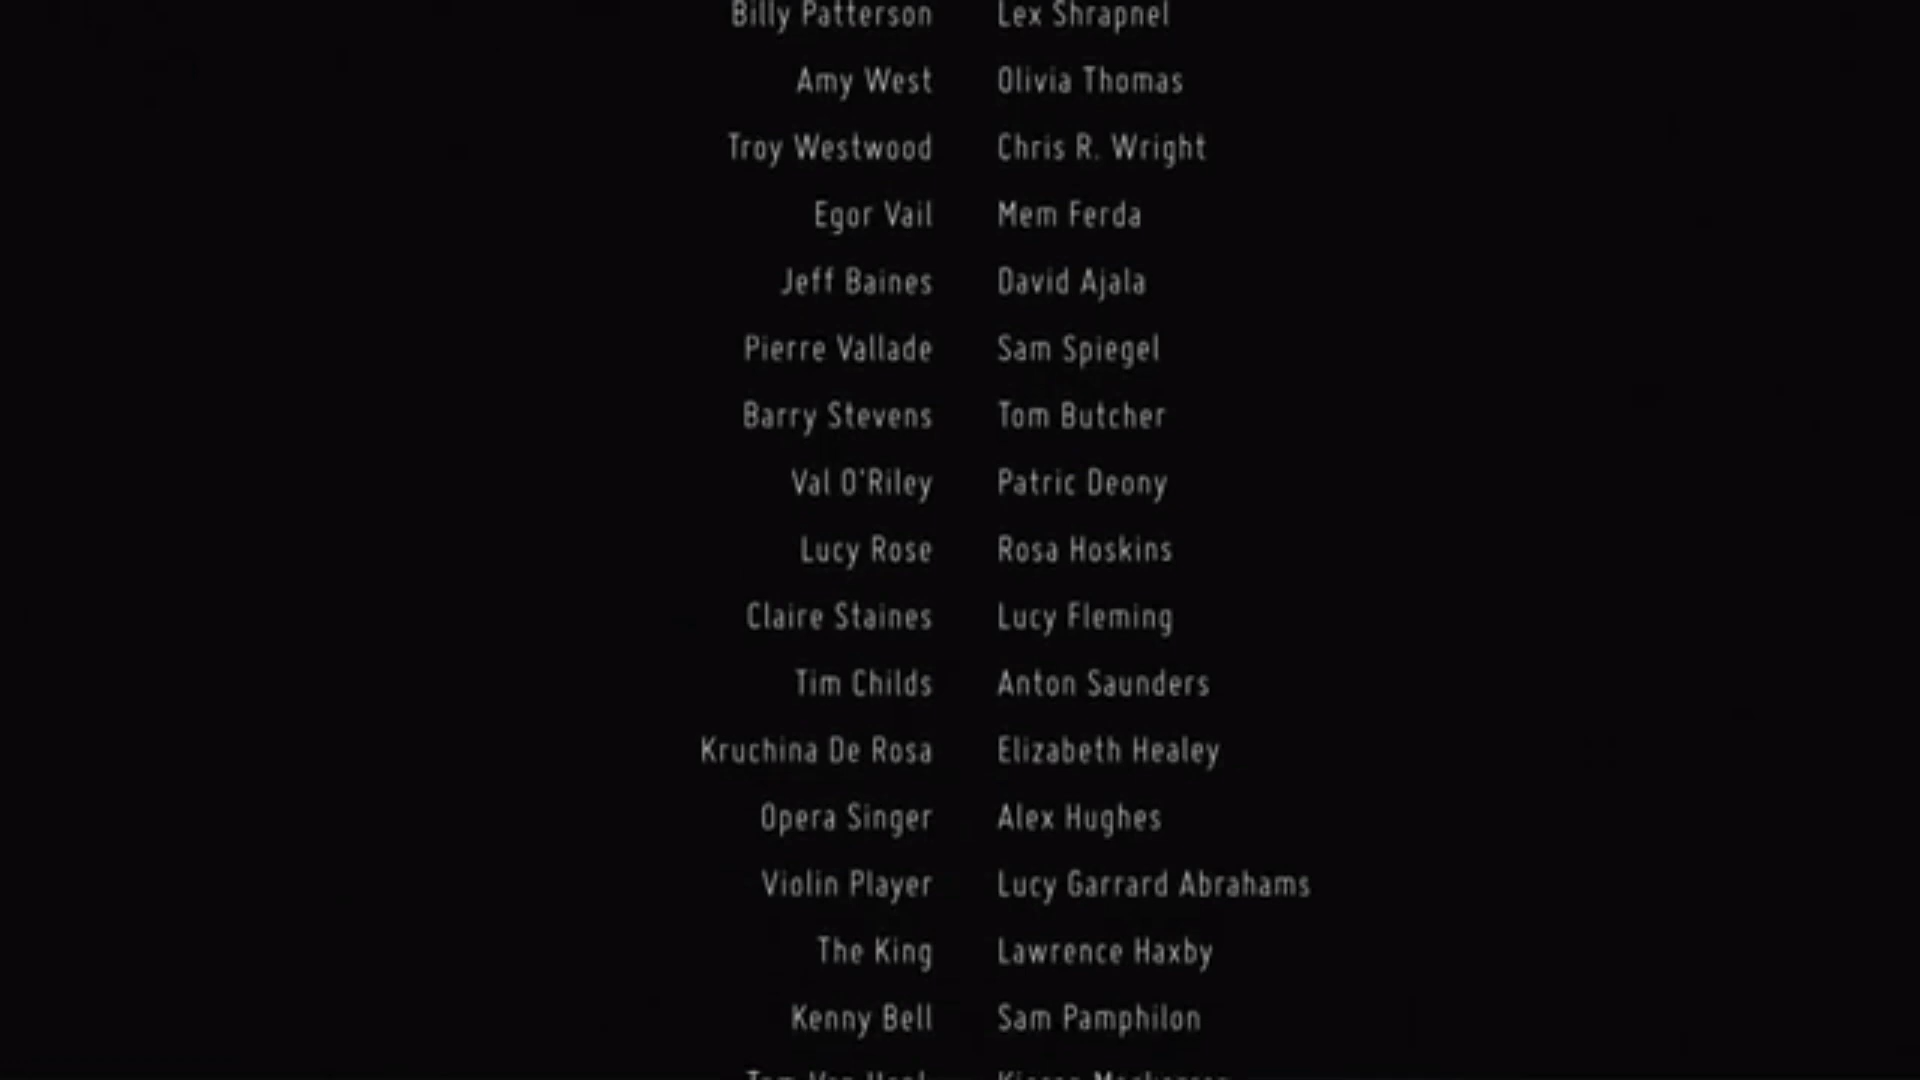 Billy Patterson Lex Shrapnel
Amy West Olivia Thomas
Troy Westwood Chris R. Wright
Egor Vail Mem Ferda
Jeff Baines David Ajala
Pierre Vallade Sam Spiegel
Barry Stevens Tom Butcher
Val O'Riley Patric Deony
Lucy Rose Rosa Hoskins
Claire Staines Lucy Fleming
Tim Childs Anton Saunders
Kruchina De Rosa Elizabeth Healey
Opera Singer Alex Hughes
Violin Player Lucy Garrard Abrahams
The King Lawrence Haxby
Kenny Bell Sam Pamphilon